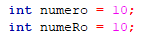 int numero = 10;
int numeRo = 10;